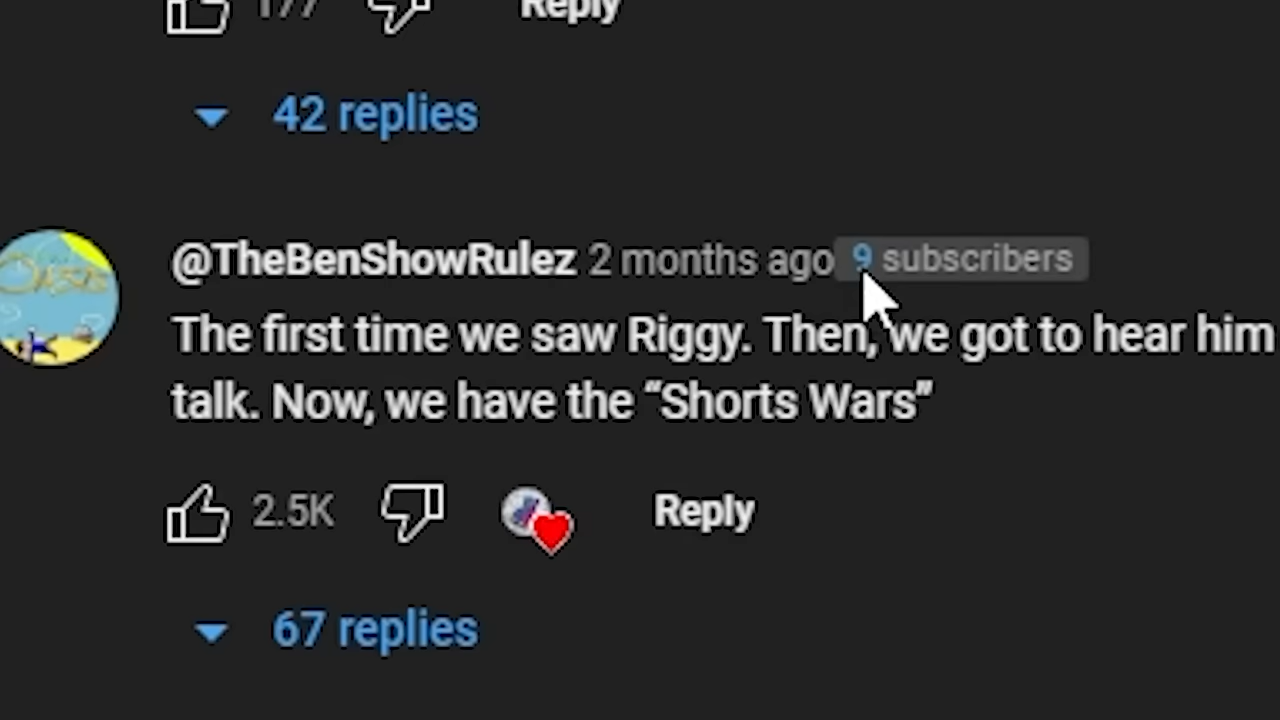 177 Reply
42 replies
@TheBenShowRulez 2 months ago 9 subscribers
The first time we saw Riggy. Then, we got to hear him
talk. Now, we have the “Shorts Wars”
2.5K Reply
67 replies